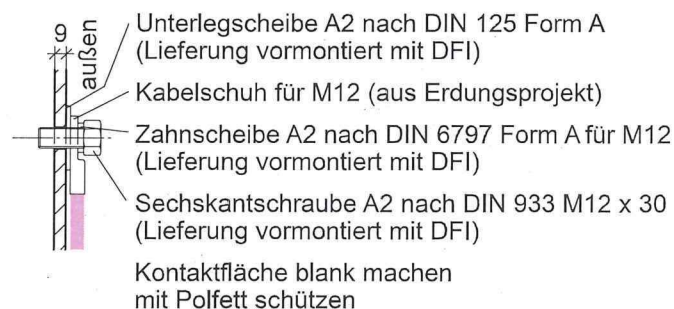 9
außen
Unterlegscheibe A2 nach DIN 125 Form A
(Lieferung vormontiert mit DFI)
Kabelschuh für M12 (aus Erdungsprojekt)
Zahnscheibe A2 nach DIN 6797 Form A für M12
(Lieferung vormontiert mit DFI)
Sechskantschraube A2 nach DIN 933 M12 x 30
(Lieferung vormontiert mit DFI)
Kontaktfläche blank machen
mit Polfett schützen